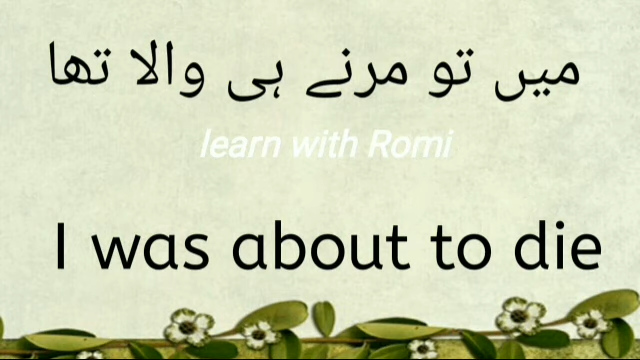 میں تو مرنے ہی والا تھا
learn with Romi
I was about to die